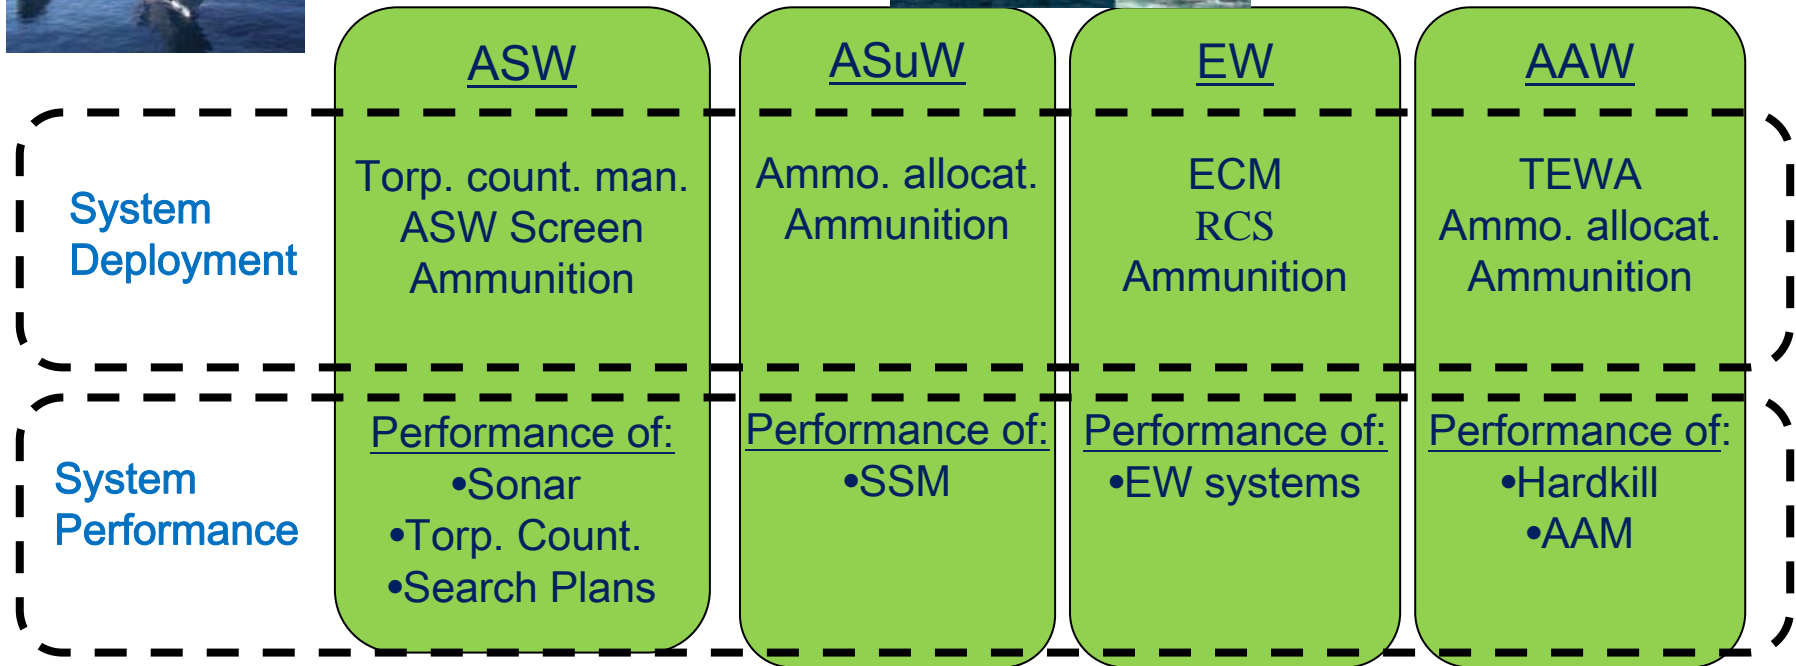 ASW
ASuW
EW
AAW
System
Deployment
Torp. count. man.
ASW Screen
Ammunition
Ammo. allocat.
Ammunition
ECM
RCS
Ammunition
TEWA
Ammo. allocat.
Ammunition
System
Performance
Performance of:
•Sonar
•Torp. Count.
•Search Plans
Performance of:
•SSM
Performance of:
•EW systems
Performance of:
•Hardkill
•AAM